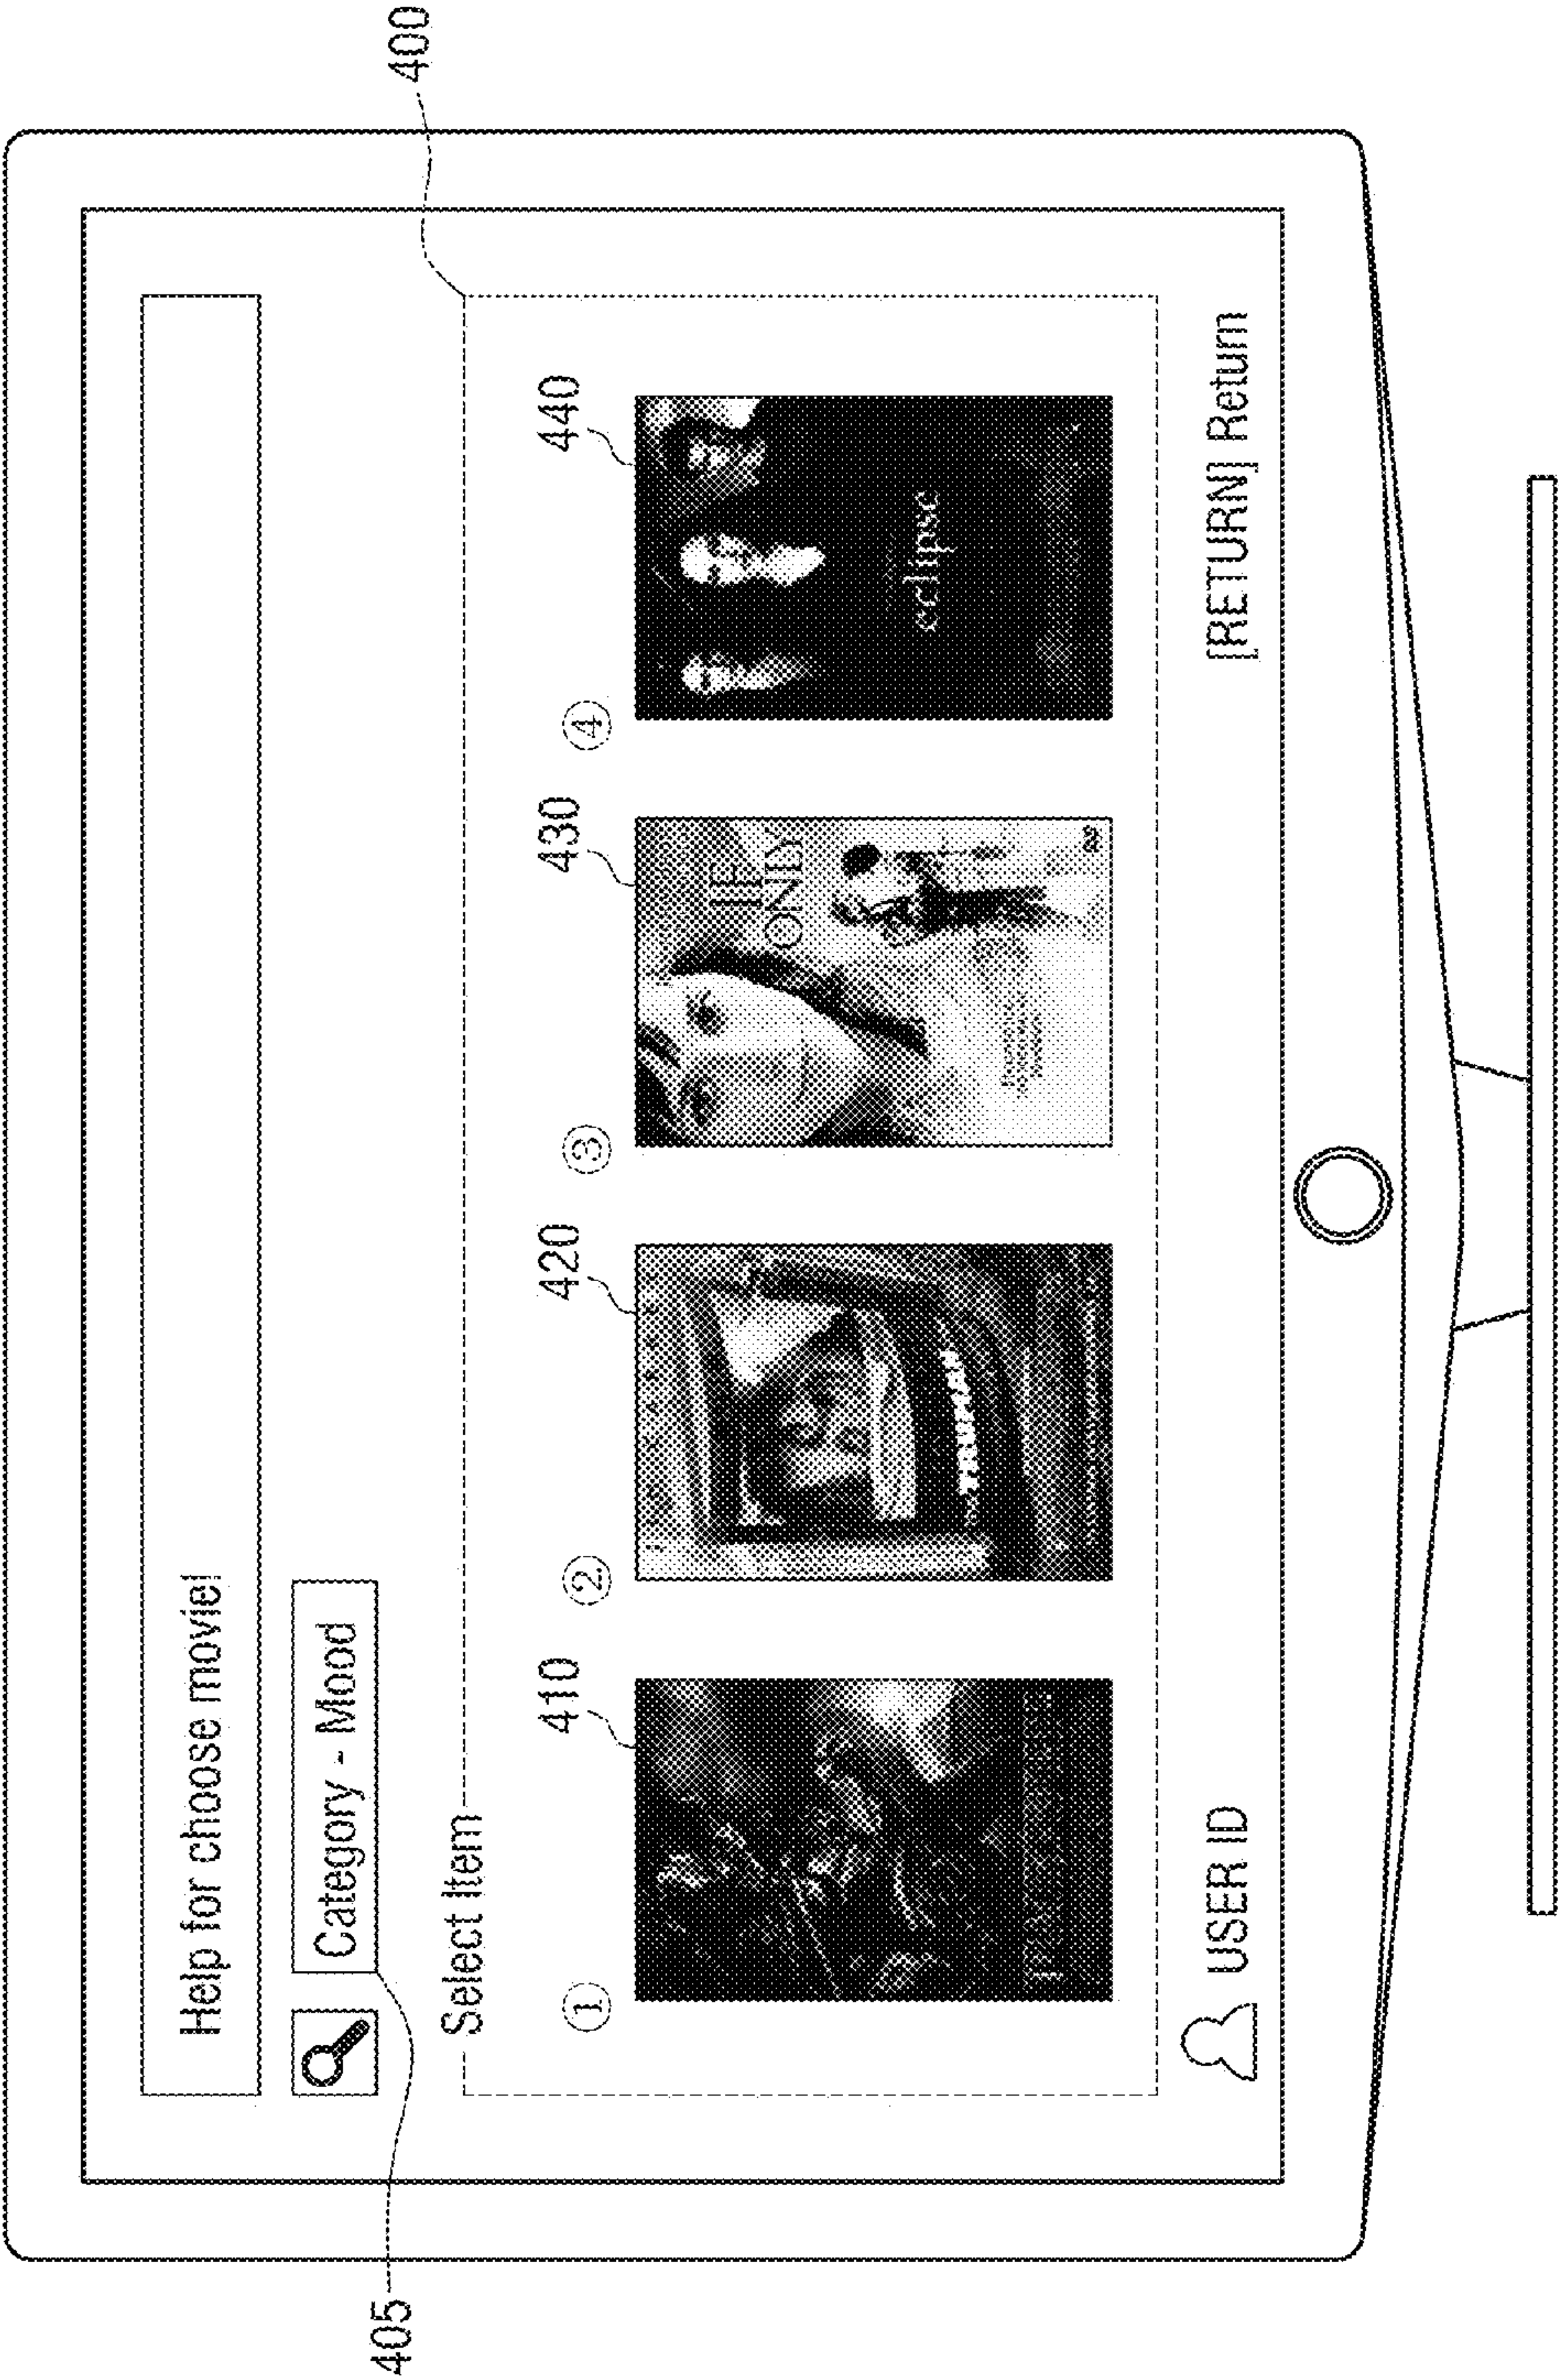 400
Help for choose movie!
Category - Mood
405
Select Item
410
420
430
440
①
②
③
④
TRUMAN
IF
ONLY
eclipse
USER ID
[RETURN] Return